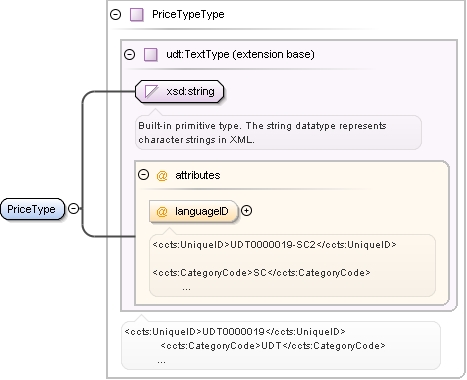 PriceTypeType
udt:TextType (extension base)
xsd:string
Built-in primitive type. The string datatype represents
character strings in XML.
@ attributes
PriceType
@ languageID
<ccts:UniqueID>UDT0000019-SC2</ccts:UniqueID>
<ccts:CategoryCode>SC</ccts:CategoryCode>
...
<ccts:UniqueID>UDT0000019</ccts:UniqueID>
<ccts:CategoryCode>UDT</ccts:CategoryCode>
...